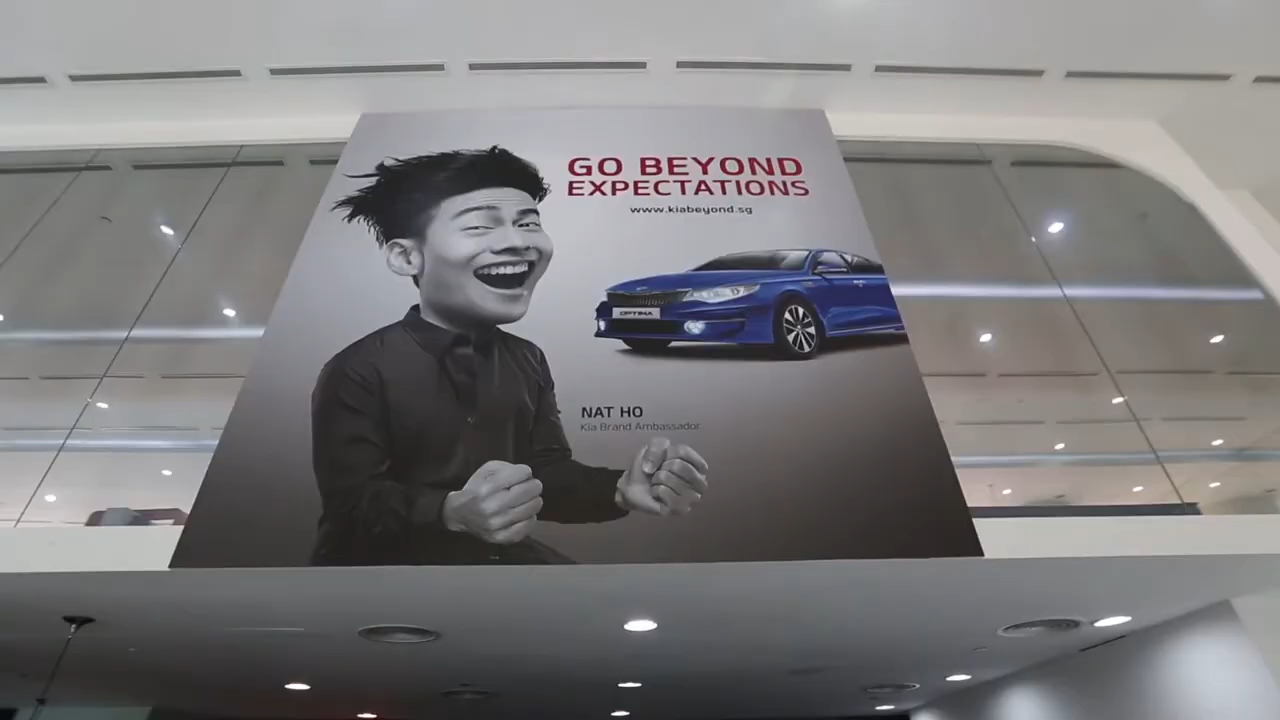 GO BEYOND
EXPECTATIONS
www.kiabeyond.sg
OPTIMA
NAT HO
Kia Brand Ambassador